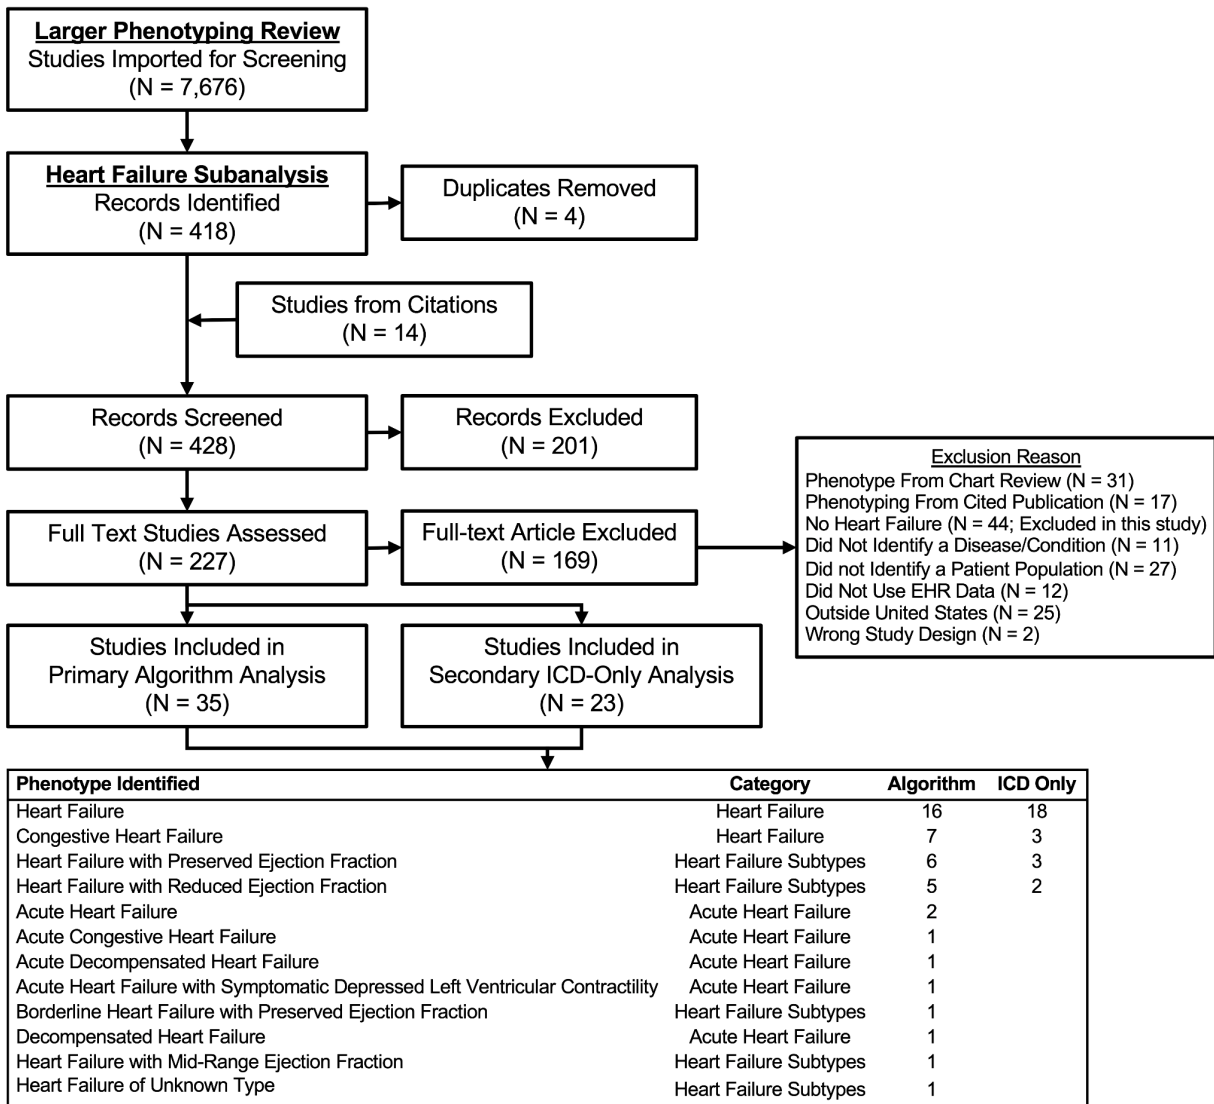 Larger Phenotyping Review
Studies Imported for Screening
(N = 7,676)
Heart Failure Subanalysis
Records Identified
(N = 418)
Duplicates Removed
(N = 4)
Studies from Citations
(N = 14)
Records Screened
(N = 428)
Records Excluded
(N = 201)
Full Text Studies Assessed
(N = 227)
Full-text Article Excluded
(N = 169)
Exclusion Reason
Phenotype From Chart Review (N = 31)
Phenotyping From Cited Publication (N = 17)
No Heart Failure (N = 44; Excluded in this study)
Did Not Identify a Disease/Condition (N = 11)
Did not Identify a Patient Population (N = 27)
Did Not Use EHR Data (N = 12)
Outside United States (N = 25)
Wrong Study Design (N = 2)
Studies Included in
Primary Algorithm Analysis
(N = 35)
Studies Included in
Secondary ICD-Only Analysis
(N = 23)
Phenotype Identified Category Algorithm ICD Only
Heart Failure Heart Failure 16 18
Congestive Heart Failure Heart Failure 7 3
Heart Failure with Preserved Ejection Fraction Heart Failure Subtypes 6 3
Heart Failure with Reduced Ejection Fraction Heart Failure Subtypes 5 2
Acute Heart Failure Acute Heart Failure 2
Acute Congestive Heart Failure Acute Heart Failure 1
Acute Decompensated Heart Failure Acute Heart Failure 1
Acute Heart Failure with Symptomatic Depressed Left Ventricular Contractility Acute Heart Failure 1
Borderline Heart Failure with Preserved Ejection Fraction Heart Failure Subtypes 1
Decompensated Heart Failure Acute Heart Failure 1
Heart Failure with Mid-Range Ejection Fraction Heart Failure Subtypes 1
Heart Failure of Unknown Type Heart Failure Subtypes 1